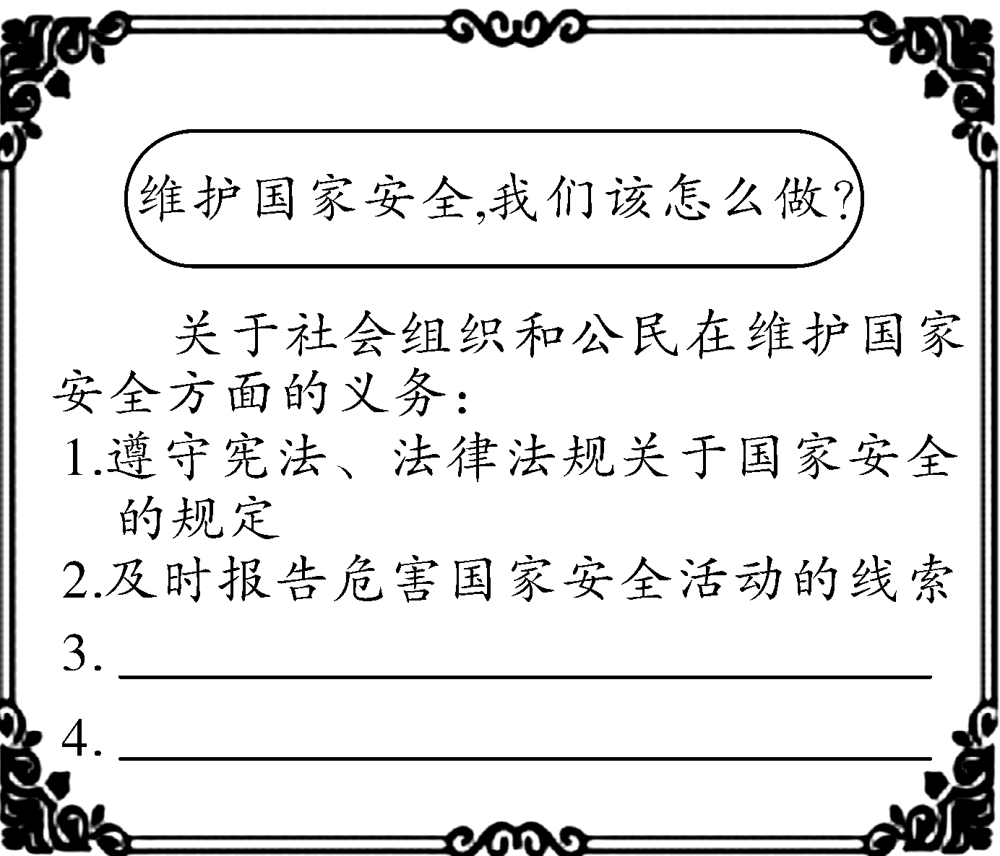 维护国家安全,我们该怎么做?
关于社会组织和公民在维护国家
安全方面的义务:
1.遵守宪法、法律法规关于国家安全
的规定
2.及时报告危害国家安全活动的线索
3.
4.